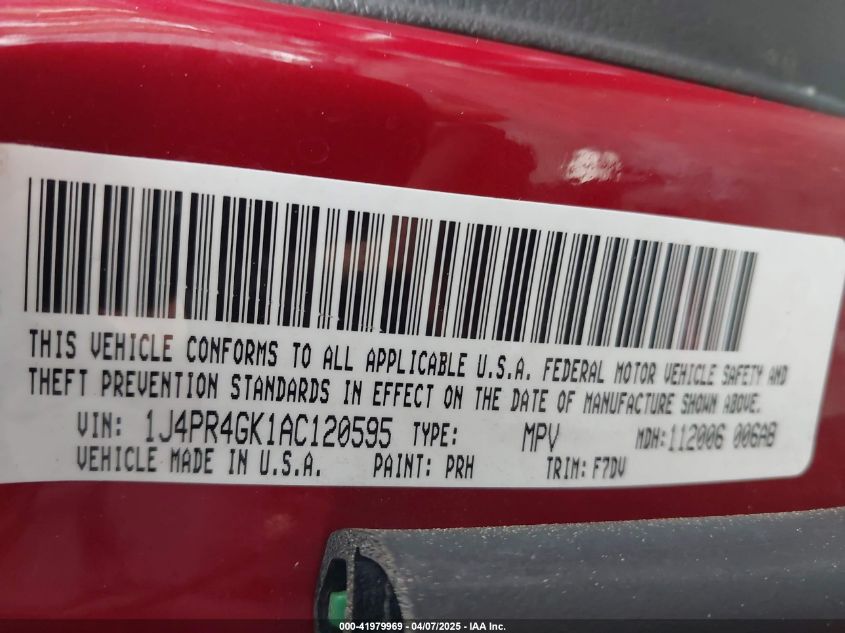 THIS VEHICLE CONFORMS TO ALL APPLICABLE U.S.A. FEDERAL MOTOR VEHICLE SAFETY AND
THEFT PREVENTION STANDARDS IN EFFECT ON THE DATE OF MANUFACTURE SHOWN ABOVE.
VIN: 1J4PR4GK1AC120595 TYPE: MPV MDH:112006 006AB
VEHICLE MADE IN U.S.A. PAINT: PRH TRIM: F7DV
000-41979969 | 04/07/2025 - IAA Inc.